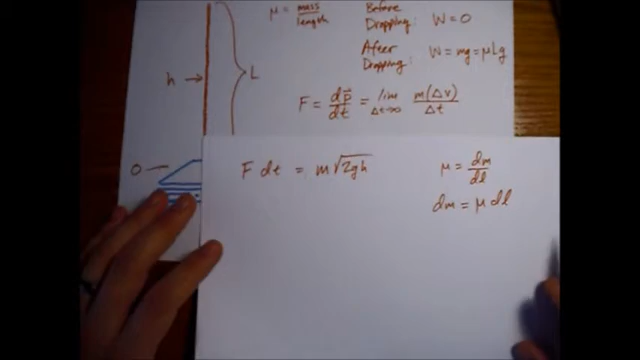 μ = mass/length
Before Dropping: W = 0
After Dropping: W = mg = μLg
h →
L
F = dp⃗/dt = lim Δt→∞ m(Δv)/Δt
0 —
F dt = m√2gh
μ = dm/dl
dm = μ dl